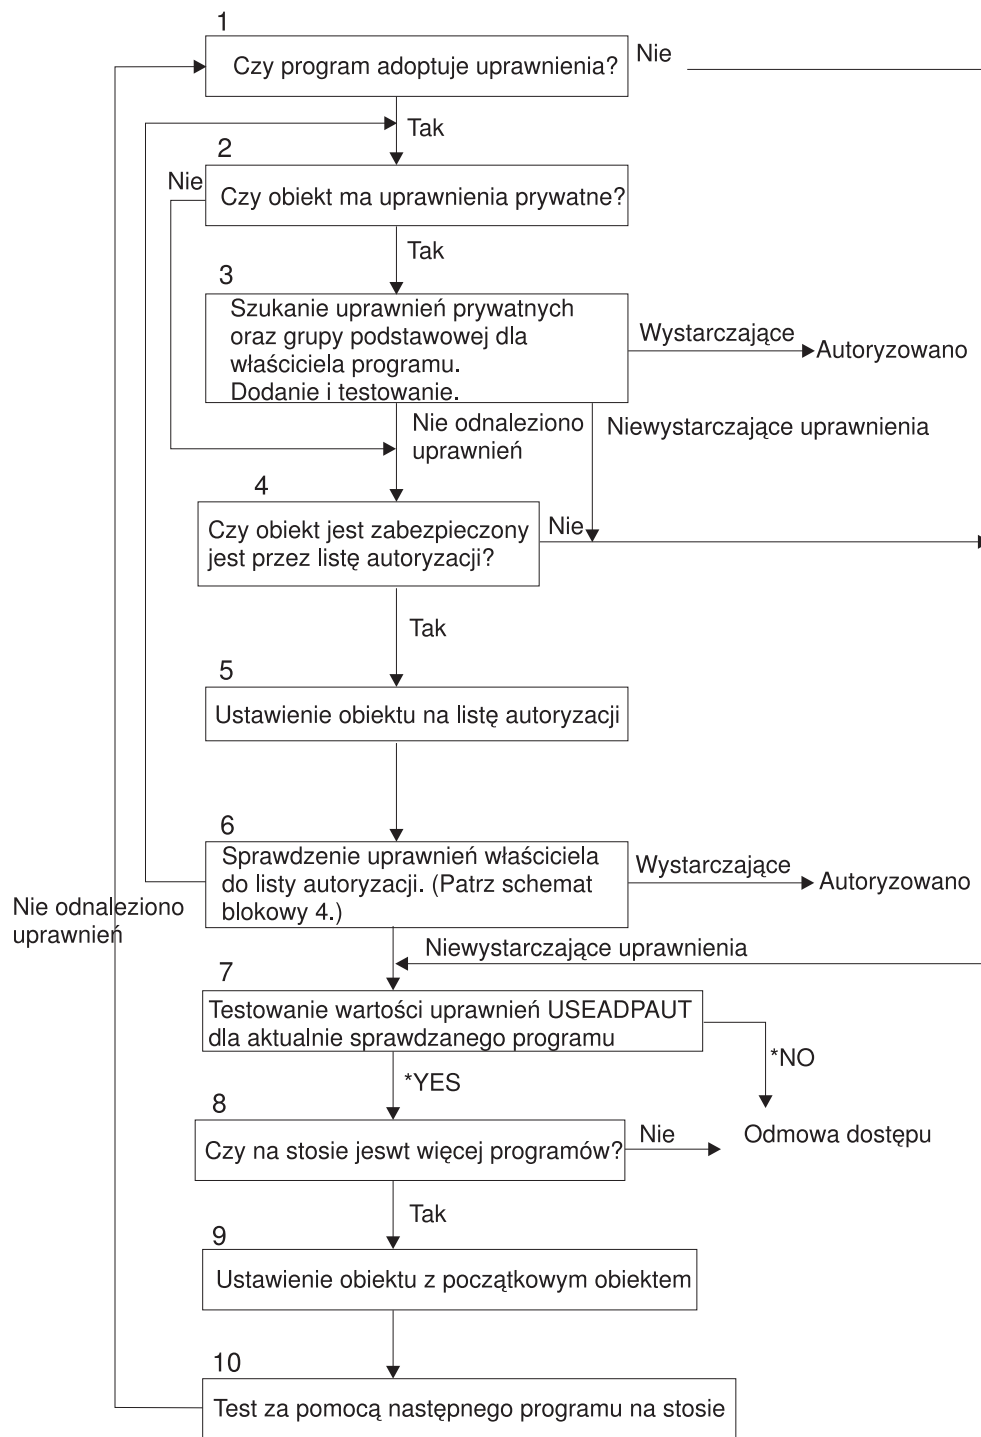 1
Czy program adoptuje uprawnienia?
Nie
Tak
2
Nie
Czy obiekt ma uprawnienia prywatne?
Tak
3
Szukanie uprawnień prywatnych
oraz grupy podstawowej dla
właściciela programu.
Dodanie i testowanie.
Wystarczające
Autoryzowano
Nie odnaleziono
uprawnień
Niewystarczające uprawnienia
4
Czy obiekt jest zabezpieczony
jest przez listę autoryzacji?
Nie
Tak
5
Ustawienie obiektu na listę autoryzacji
6
Sprawdzenie uprawnień właściciela
do listy autoryzacji. (Patrz schemat
blokowy 4.)
Wystarczające
Autoryzowano
Nie odnaleziono
uprawnień
Niewystarczające uprawnienia
7
Testowanie wartości uprawnień USEADPAUT
dla aktualnie sprawdzanego programu
*NO
*YES
8
Czy na stosie jeswt więcej programów?
Nie
Odmowa dostępu
Tak
9
Ustawienie obiektu z początkowym obiektem
10
Test za pomocą następnego programu na stosie